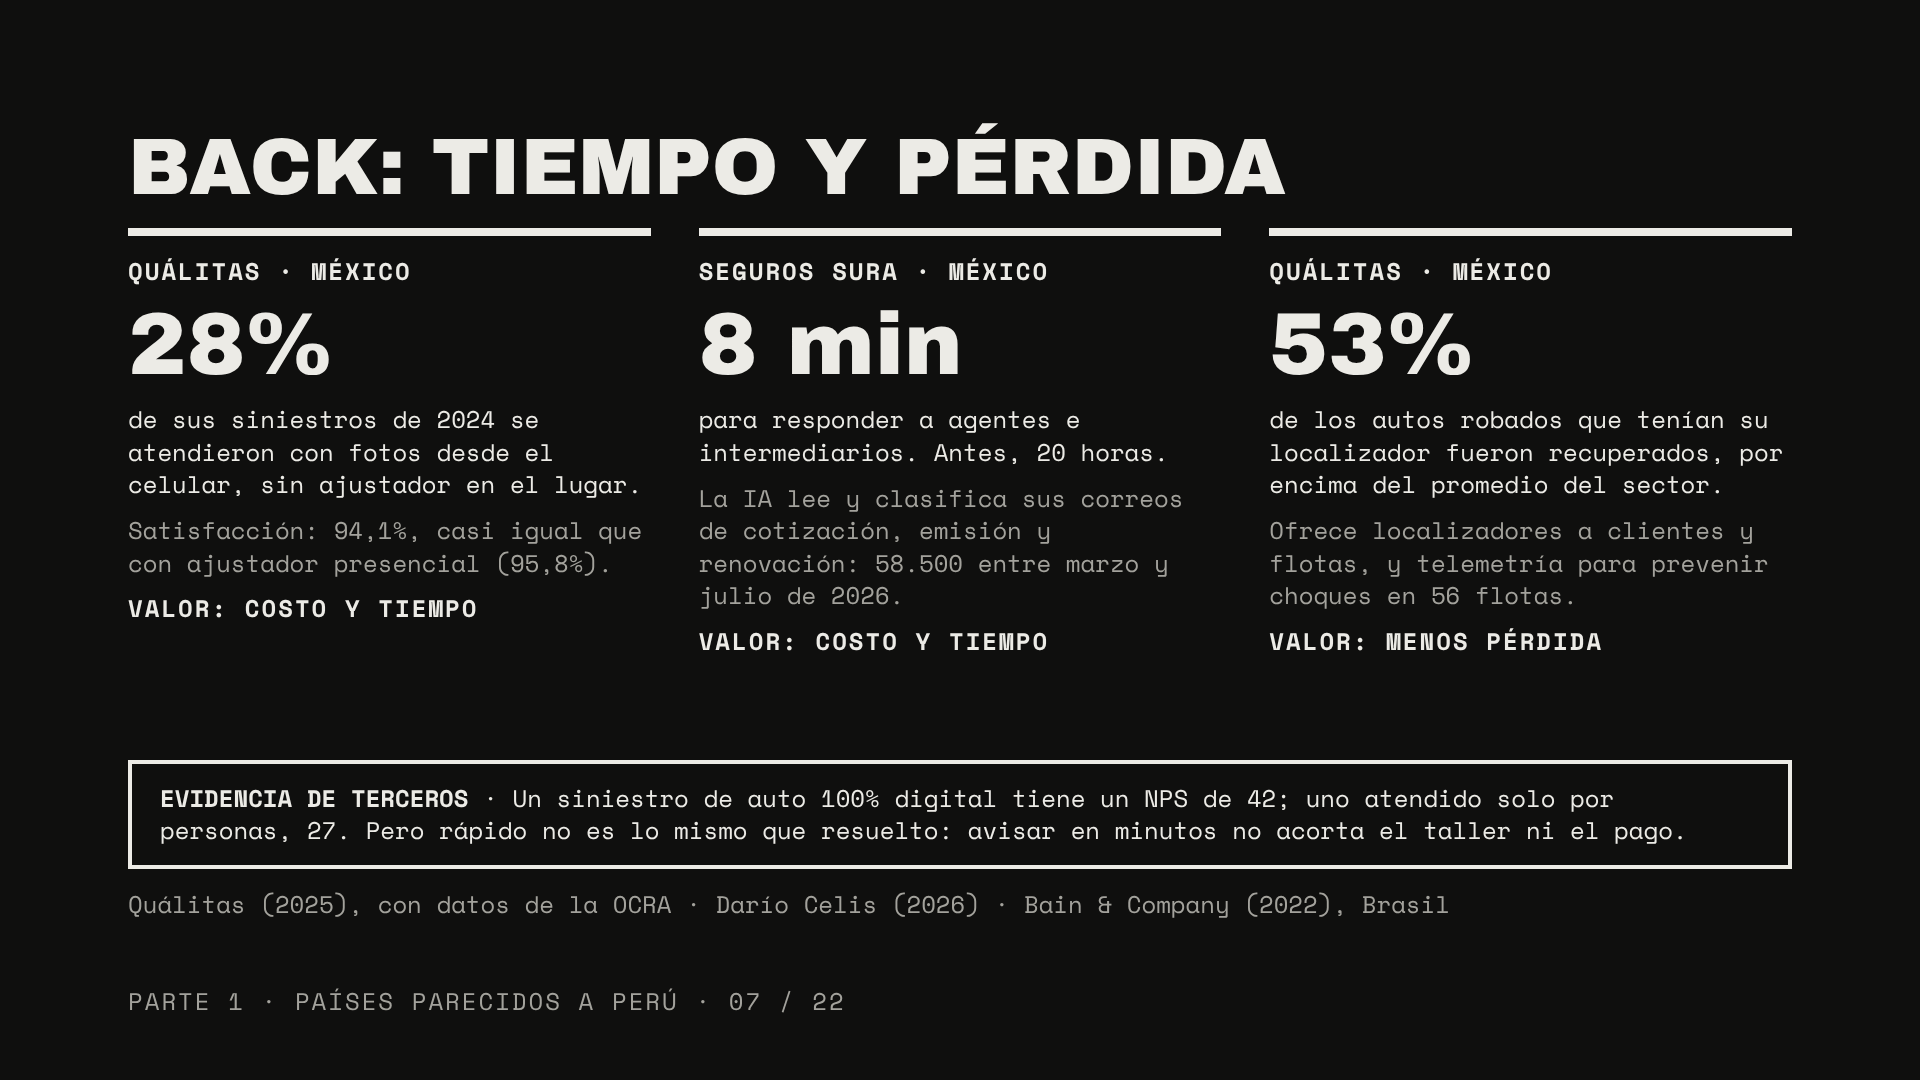 BACK: TIEMPO Y PÉRDIDA
QUÁLITAS · MÉXICO
28%
de sus siniestros de 2024 se
atendieron con fotos desde el
celular, sin ajustador en el lugar.
Satisfacción: 94,1%, casi igual que
con ajustador presencial (95,8%).
VALOR: COSTO Y TIEMPO
SEGUROS SURA · MÉXICO
8 min
para responder a agentes e
intermediarios. Antes, 20 horas.
La IA lee y clasifica sus correos
de cotización, emisión y
renovación: 58.500 entre marzo y
julio de 2026.
VALOR: COSTO Y TIEMPO
QUÁLITAS · MÉXICO
53%
de los autos robados que tenían su
localizador fueron recuperados, por
encima del promedio del sector.
Ofrece localizadores a clientes y
flotas, y telemetría para prevenir
choques en 56 flotas.
VALOR: MENOS PÉRDIDA
EVIDENCIA DE TERCEROS · Un siniestro de auto 100% digital tiene un NPS de 42; uno atendido solo por
personas, 27. Pero rápido no es lo mismo que resuelto: avisar en minutos no acorta el taller ni el pago.
Quálitas (2025), con datos de la OCRA · Darío Celis (2026) · Bain & Company (2022), Brasil
PARTE 1 · PAÍSES PARECIDOS A PERÚ · 07 / 22